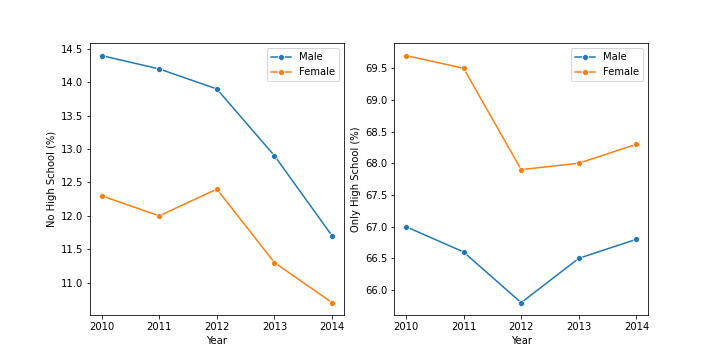 14.5
14.0
13.5
13.0
12.5
12.0
11.5
11.0
No High School (%)
2010 2011 2012 2013 2014
Year
Male
Female
69.5
69.0
68.5
68.0
67.5
67.0
66.5
66.0
Only High School (%)
2010 2011 2012 2013 2014
Year
Male
Female